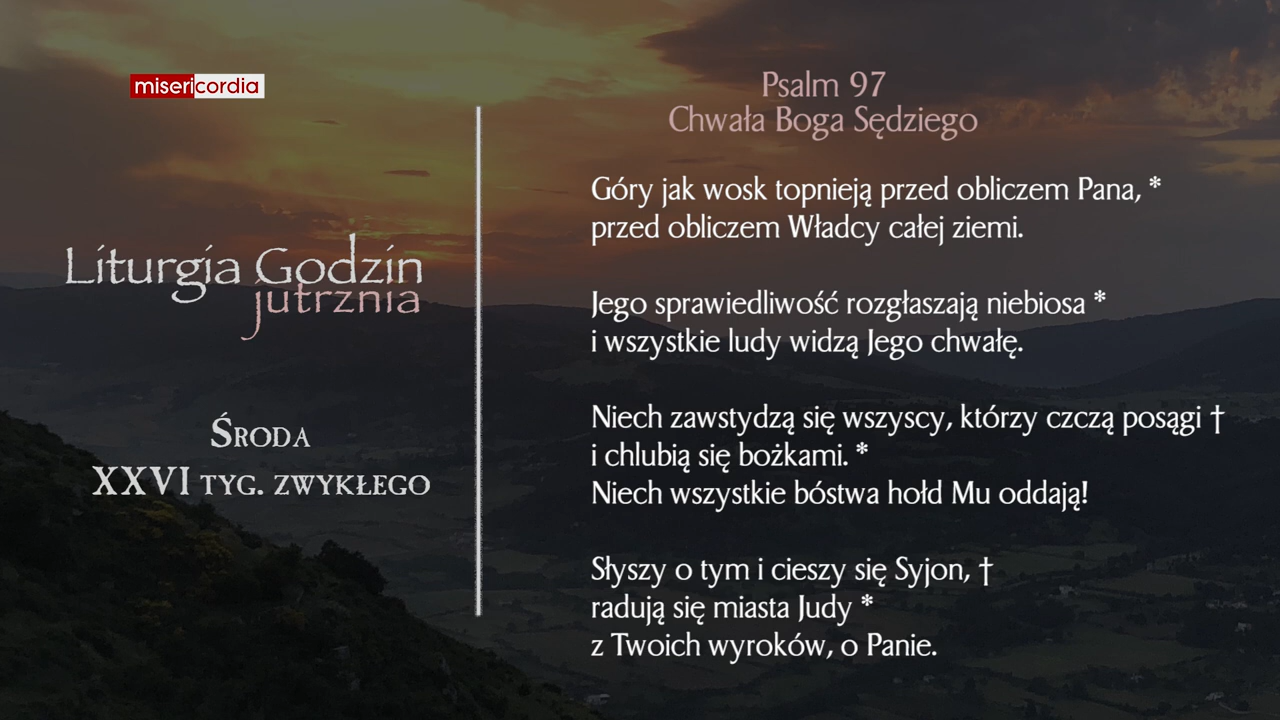 misericordia
Liturgia Godzin
jutrznia
Środa
XXVI tyg. zwykłego
Psalm 97
Chwała Boga Sędziego
Góry jak wosk topnieją przed obliczem Pana, *
przed obliczem Władcy całej ziemi.
Jego sprawiedliwość rozgłaszają niebiosa *
i wszystkie ludy widzą Jego chwałę.
Niech zawstydzą się wszyscy, którzy czczą posągi †
i chlubią się bożkami. *
Niech wszystkie bóstwa hołd Mu oddają!
Słyszy o tym i cieszy się Syjon, †
radują się miasta Judy *
z Twoich wyroków, o Panie.